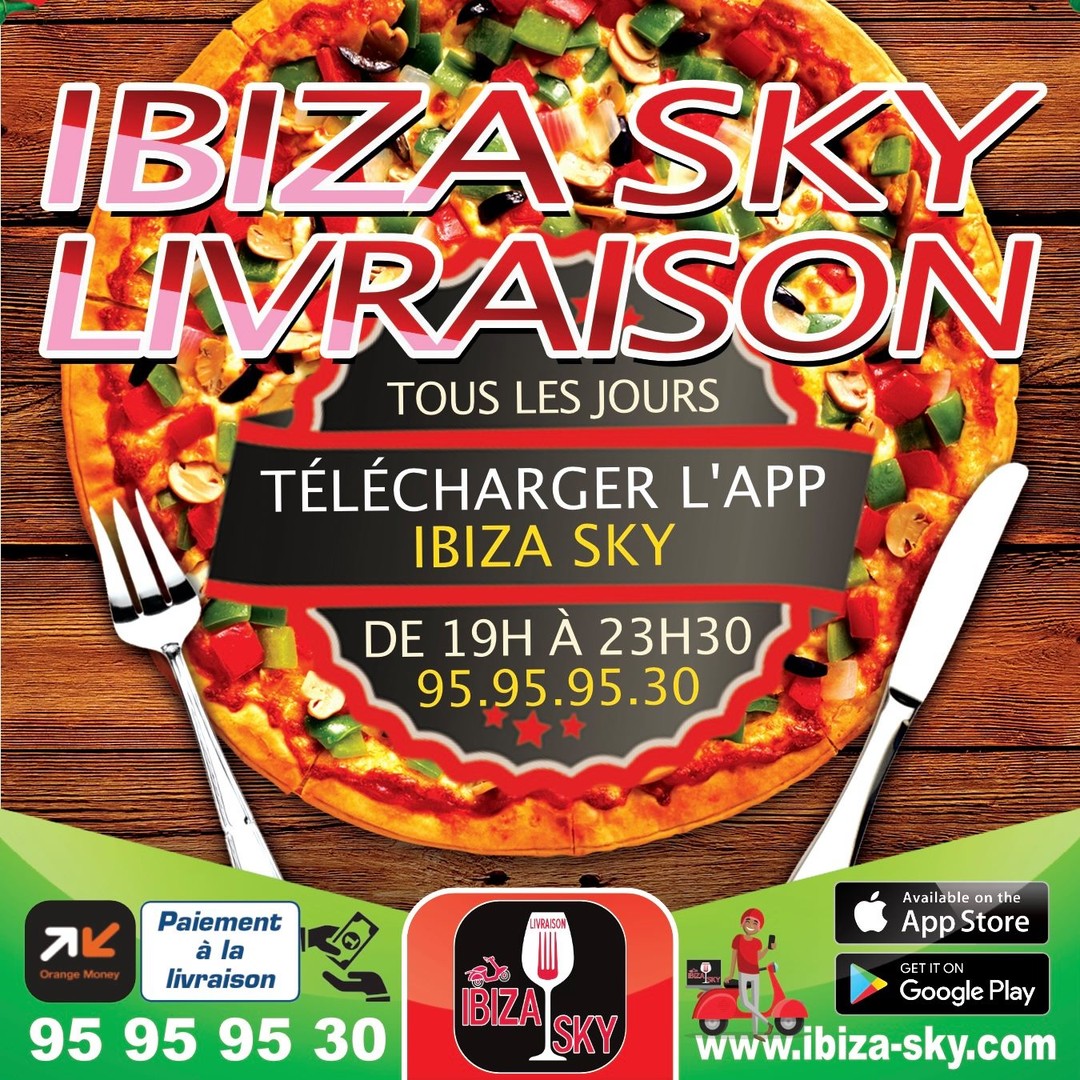 IBIZA SKY
LIVRAISON
TOUS LES JOURS
TÉLÉCHARGER L'APP
IBIZA SKY
DE 19H À 23H30
95.95.95.30
Orange Money
Paiement
à la
livraison
95 95 95 30
LIVRAISON
IBIZA
SKY
IBIZA SKY
Available on the
App Store
GET IT ON
Google Play
www.ibiza-sky.com